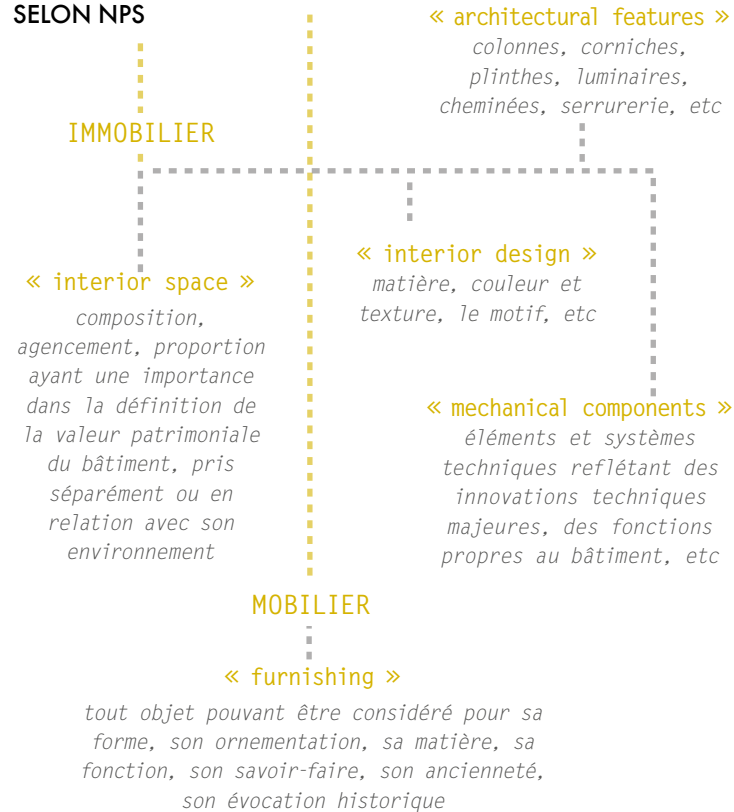 SELON NPS
« architectural features »
colonnes, corniches,
plinthes, luminaires,
cheminées, serrurerie, etc
IMMOBILIER
« interior space »
composition,
agencement, proportion
ayant une importance
dans la définition de
la valeur patrimoniale
du bâtiment, pris
séparément ou en
relation avec son
environnement
« interior design »
matière, couleur et
texture, le motif, etc
« mechanical components »
éléments et systèmes
techniques reflétant des
innovations techniques
majeures, des fonctions
propres au bâtiment, etc
MOBILIER
« furnishing »
tout objet pouvant être considéré pour sa
forme, son ornementation, sa matière, sa
fonction, son savoir-faire, son ancienneté,
son évocation historique